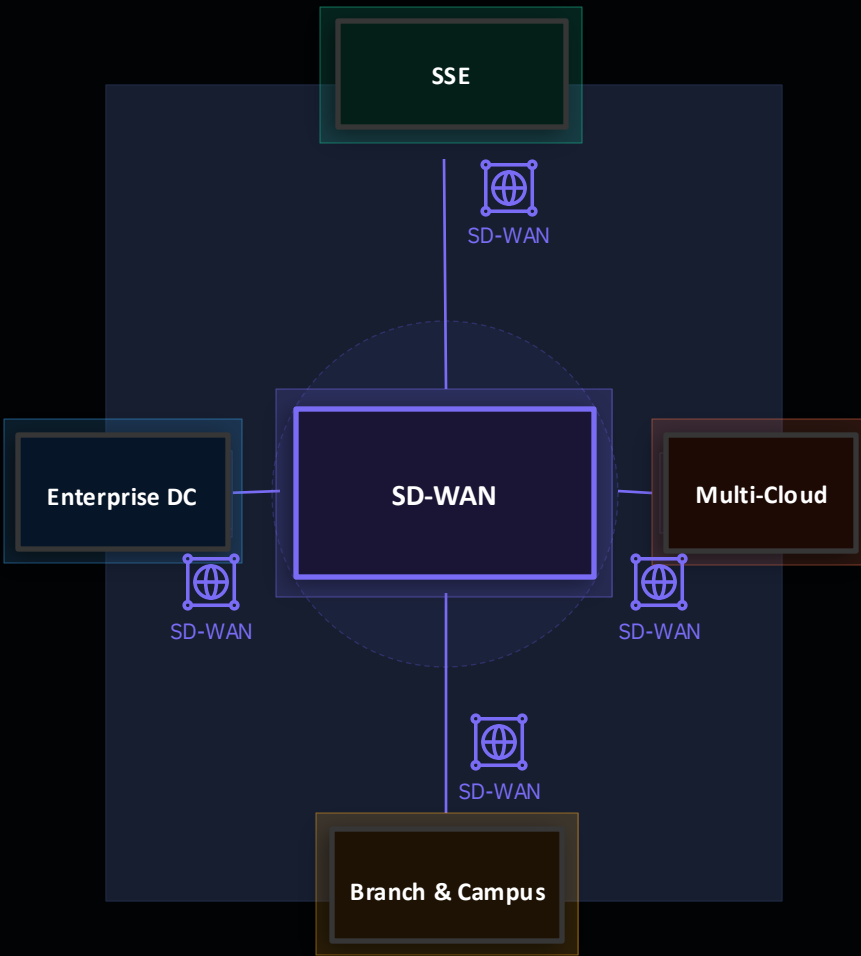 SSE
SD-WAN
Enterprise DC
SD-WAN
Multi-Cloud
SD-WAN
SD-WAN
SD-WAN
Branch & Campus